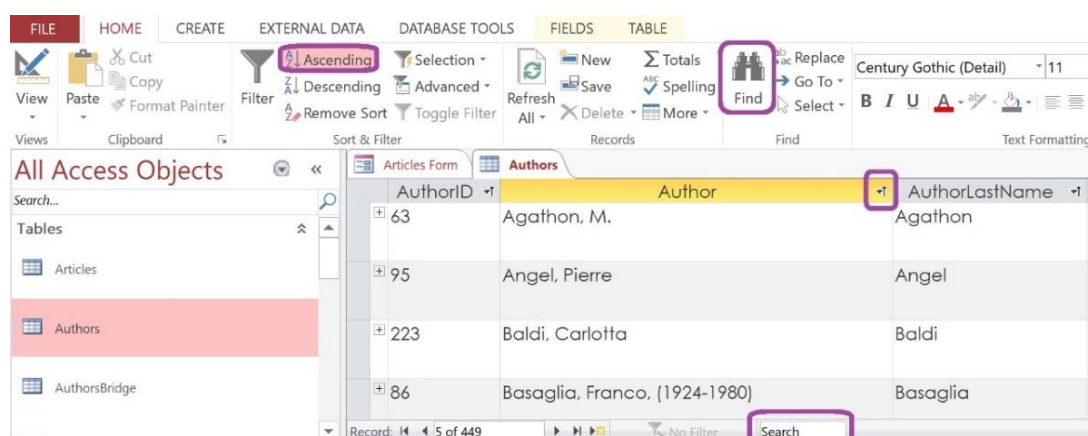 FILE HOME CREATE EXTERNAL DATA DATABASE TOOLS FIELDS TABLE
View
Paste
Cut
Copy
Format Painter
Filter
Ascending
Descending
Remove Sort
Selection
Advanced
Toggle Filter
Refresh
All
New
Save
Delete
Totals
Spelling
More
Find
Replace
Go To
Select
Century Gothic (Detail) 11
B I U A
Views Clipboard Sort & Filter Records Find Text Formatting
All Access Objects
Search...
Tables
Articles
Authors
AuthorsBridge
Articles Form Authors
AuthorID Author AuthorLastName
63 Agathon, M. Agathon
95 Angel, Pierre Angel
223 Baldi, Carlotta Baldi
86 Basaglia, Franco, (1924-1980) Basaglia
Record: 5 of 449 No Filter Search